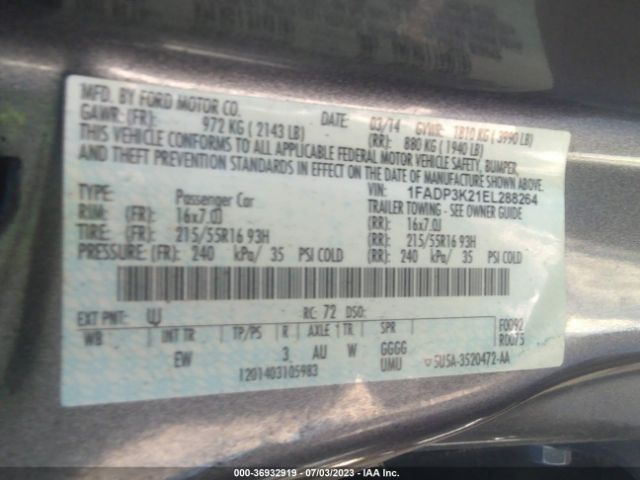 MFD. BY FORD MOTOR CO. DATE: 03/14 GVWR: 1810 KG ( 3990 LB)
GAWR: (FR): 972 KG ( 2143 LB) (RR): 880 KG ( 1940 LB)
THIS VEHICLE CONFORMS TO ALL APPLICABLE FEDERAL MOTOR VEHICLE SAFETY, BUMPER,
AND THEFT PREVENTION STANDARDS IN EFFECT ON THE DATE OF MANUFACTURE SHOWN ABOVE.
VIN: 1FADP3K21EL288264
TYPE: Passenger Car TRAILER TOWING - SEE OWNER GUIDE
RIM: (FR): 16x7.0J (RR): 16x7.0J
TIRE: (FR): 215/55R16 93H (RR): 215/55R16 93H
PRESSURE: (FR): 240 kPa/ 35 PSI COLD (RR): 240 kPa/ 35 PSI COLD
EXT PNT: UJ RC: 72 DSO: F0092
WB INT TR TP/PS R AXLE TR SPR R0075
EW 3 AU W GGGG
UMU 5U5A-3520472-AA
1201403105983
000-36932919 - 07/03/2023 - IAA Inc.